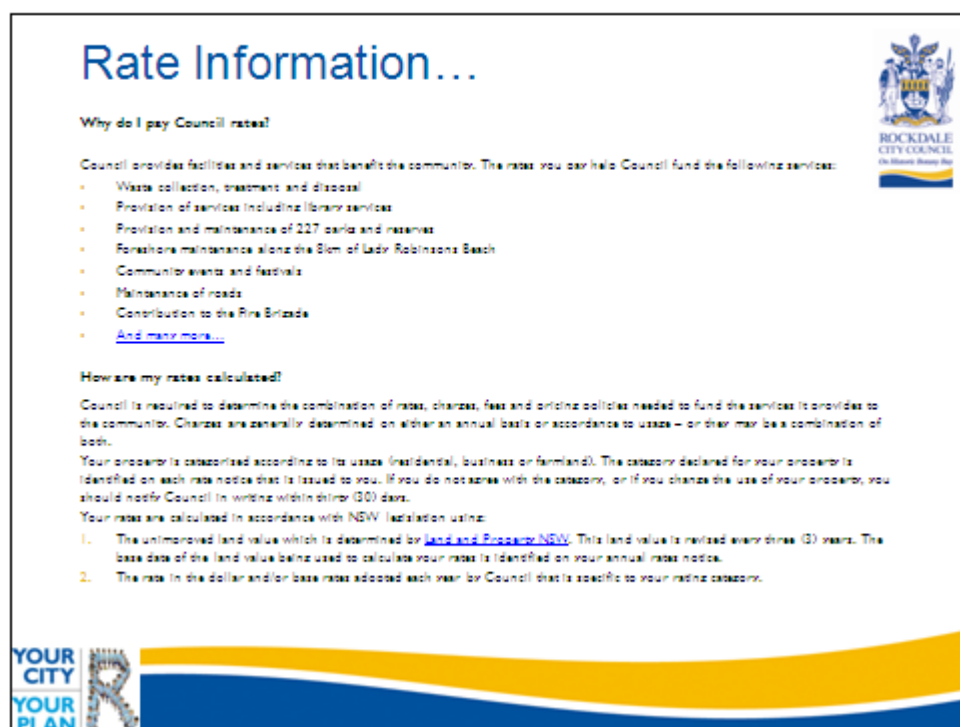 Rate Information…
ROCKDALE
CITY COUNCIL
On Historic Botany Bay
Why do I pay Council rates?
Council provides facilities and services that benefit the community. The rates you pay help Council fund the following services:
• Waste collection, treatment and disposal
• Provision of services including library services
• Provision and maintenance of 227 parks and reserves
• Foreshore maintenance along the 8km of Lady Robinsons Beach
• Community events and festivals
• Maintenance of roads
• Contribution to the Fire Brigade
• And many more…
How are my rates calculated?
Council is required to determine the combination of rates, charges, fees and pricing policies needed to fund the services it provides to
the community. Charges are generally determined on either an annual basis or accordance to usage – or they may be a combination of
both.
Your property is categorised according to its usage (residential, business or farmland). The category declared for your property is
identified on each rate notice that is issued to you. If you do not agree with the category, or if you change the use of your property, you
should notify Council in writing within thirty (30) days.
Your rates are calculated in accordance with NSW legislation using:
1. The unimproved land value which is determined by Land and Property NSW. This land value is revised every three (3) years. The
base date of the land value being used to calculate your rates is identified on your annual rates notice.
2. The rate in the dollar and/or base rates adopted each year by Council that is specific to your rating category.
YOUR
CITY
YOUR
PLAN